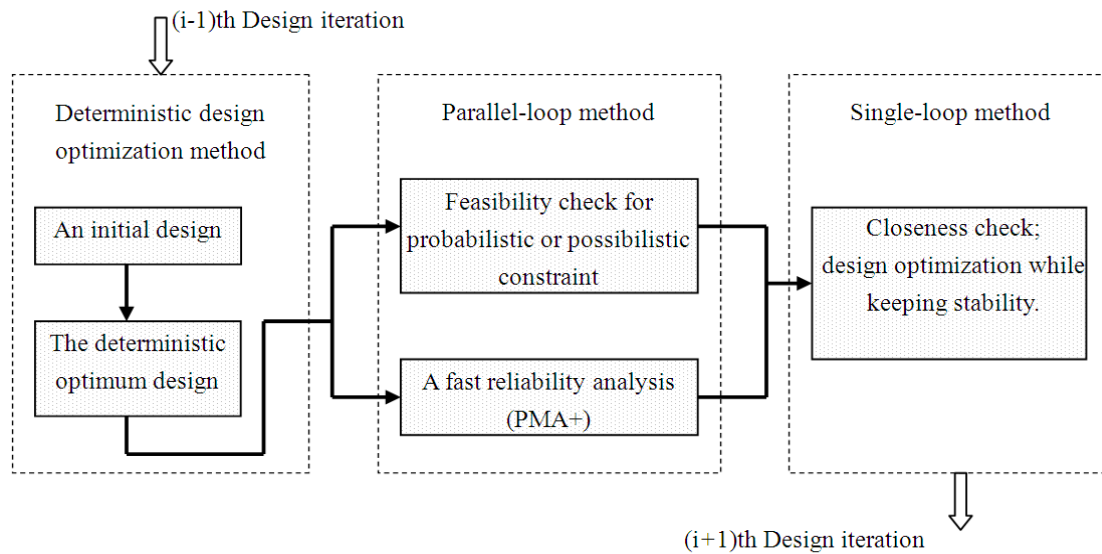 (i-1)th Design iteration
Deterministic design
optimization method
An initial design
The deterministic
optimum design
Parallel-loop method
Feasibility check for
probabilistic or possibilistic
constraint
A fast reliability analysis
(PMA+)
Single-loop method
Closeness check;
design optimization while
keeping stability.
(i+1)th Design iteration